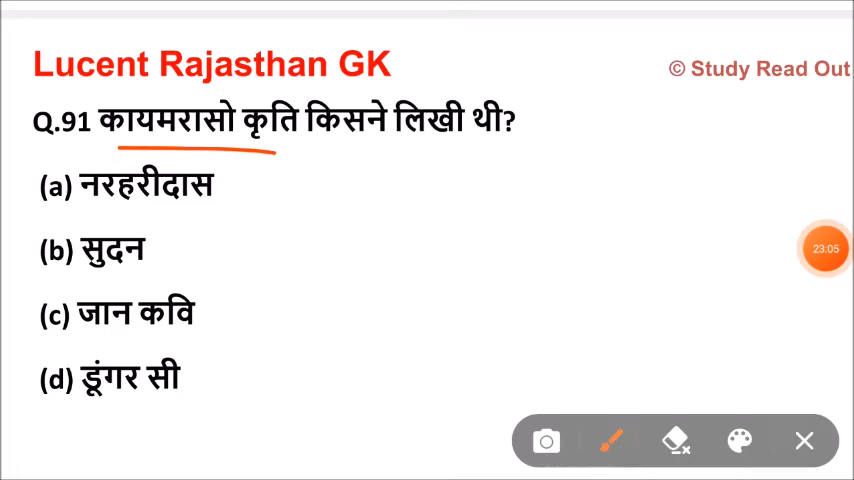 Lucent Rajasthan GK
© Study Read Out
Q.91 कायमरासो कृति किसने लिखी थी?
(a) नरहरीदास
(b) सुदन
23:05
(c) जान कवि
(d) डूंगर सी